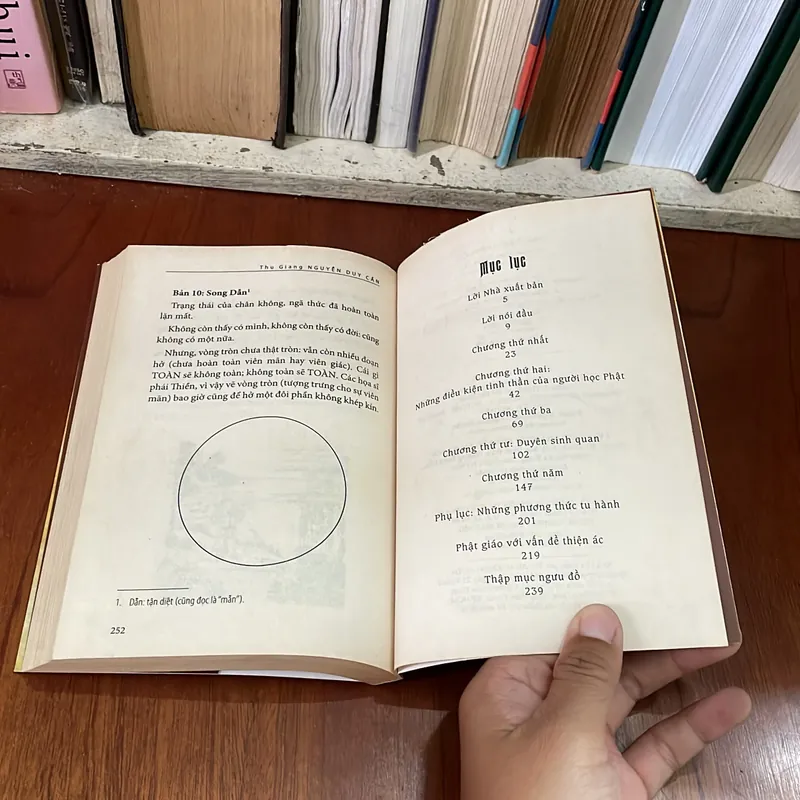 hui
Thu Giang NGUYỄN DUY CẦN
Bản 10: Song Dẫn¹
Trạng thái của chân không, ngã thức đã hoàn toàn
lặn mất.
Không còn thấy có mình, không còn thấy có đời: cũng
không có một nữa.
Nhưng, vòng tròn chưa thật tròn: vẫn còn nhiều đoạn
hở (chưa hoàn toàn viên mãn hay viên giác). Cái gì
TOÀN sẽ không toàn; không toàn sẽ TOÀN. Các họa sĩ
phái Thiền, vì vậy vẽ vòng tròn (tượng trưng cho sự viên
mãn) bao giờ cũng để hở một đôi phần không khép kín.
1. Dẫn: tận diệt (cũng đọc là "mẫn").
252
Mục lục
Lời Nhà xuất bản
5
Lời nói đầu
9
Chương thứ nhất
23
Chương thứ hai:
Những điều kiện tinh thần của người học Phật
42
Chương thứ ba
69
Chương thứ tư: Duyên sinh quan
102
Chương thứ năm
147
Phụ lục: Những phương thức tu hành
201
Phật giáo với vấn đề thiện ác
219
Thập mục ngưu đồ
239